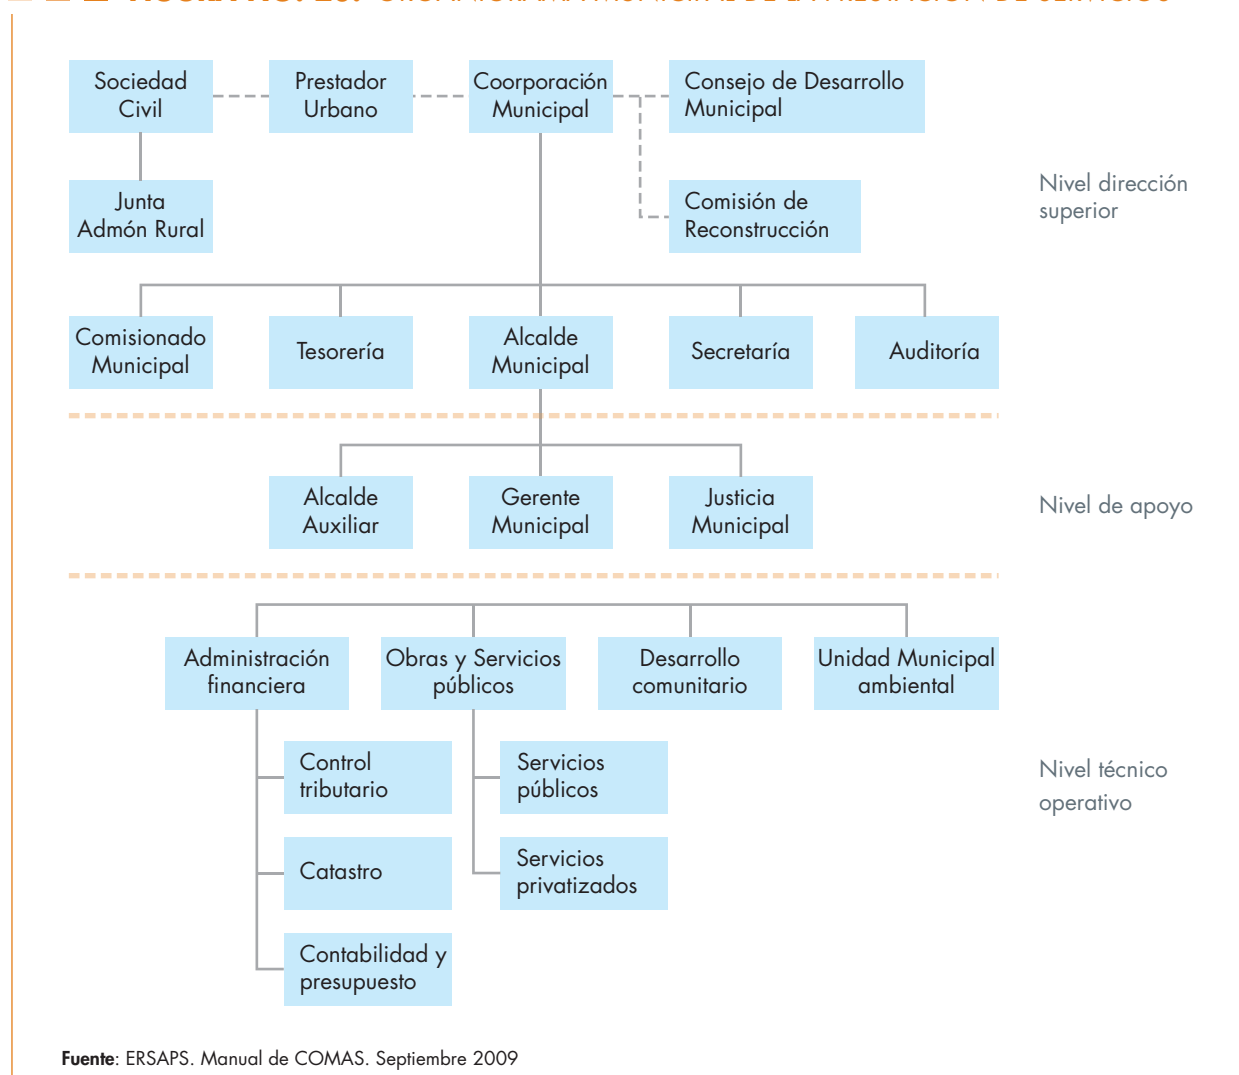 Sociedad
Civil
Prestador
Urbano
Coorporación
Municipal
Consejo de Desarrollo
Municipal
Junta
Admón Rural
Comisión de
Reconstrucción
Nivel dirección
superior
Comisionado
Municipal
Tesorería
Alcalde
Municipal
Secretaría
Auditoría
Alcalde
Auxiliar
Gerente
Municipal
Justicia
Municipal
Nivel de apoyo
Administración
financiera
Obras y Servicios
públicos
Desarrollo
comunitario
Unidad Municipal
ambiental
Control
tributario
Servicios
públicos
Nivel técnico
operativo
Catastro
Servicios
privatizados
Contabilidad y
presupuesto
Fuente: ERSAPS. Manual de COMAS. Septiembre 2009